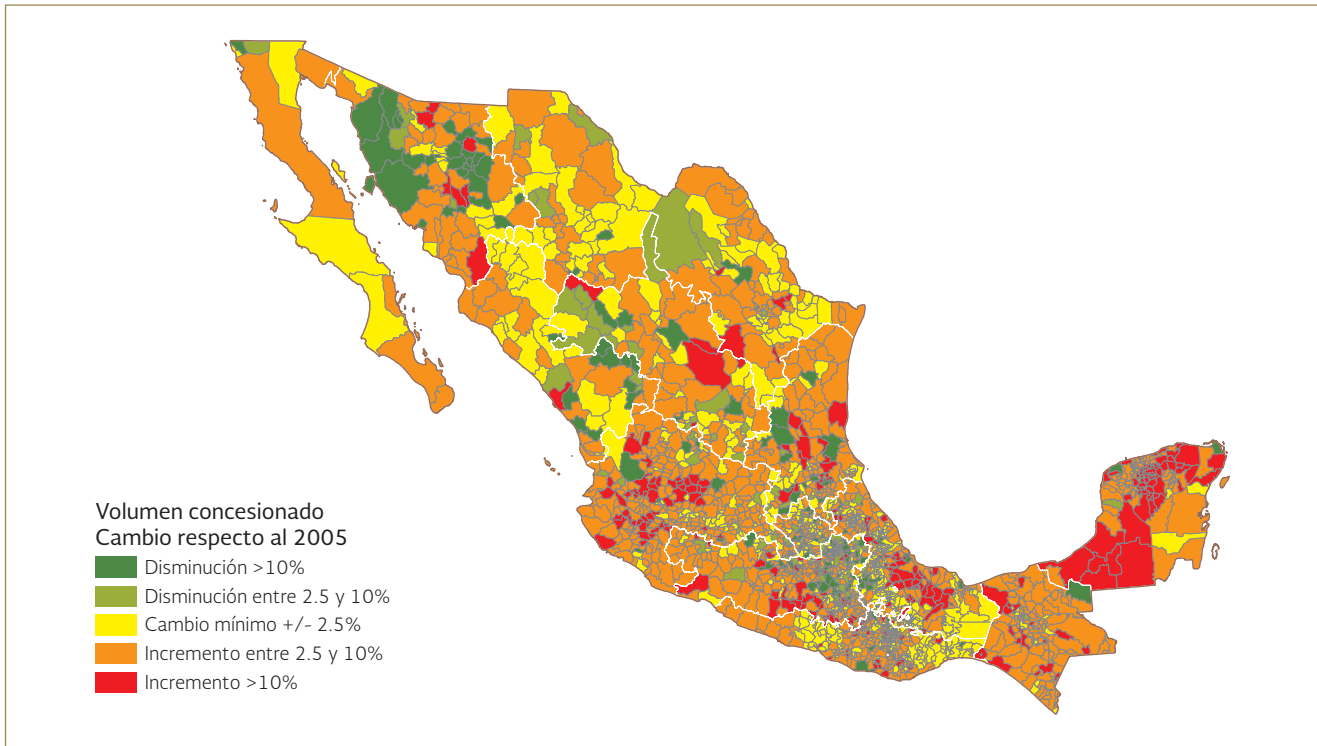 Volumen concesionado
Cambio respecto al 2005
Disminución >10%
Disminución entre 2.5 y 10%
Cambio mínimo +/- 2.5%
Incremento entre 2.5 y 10%
Incremento >10%